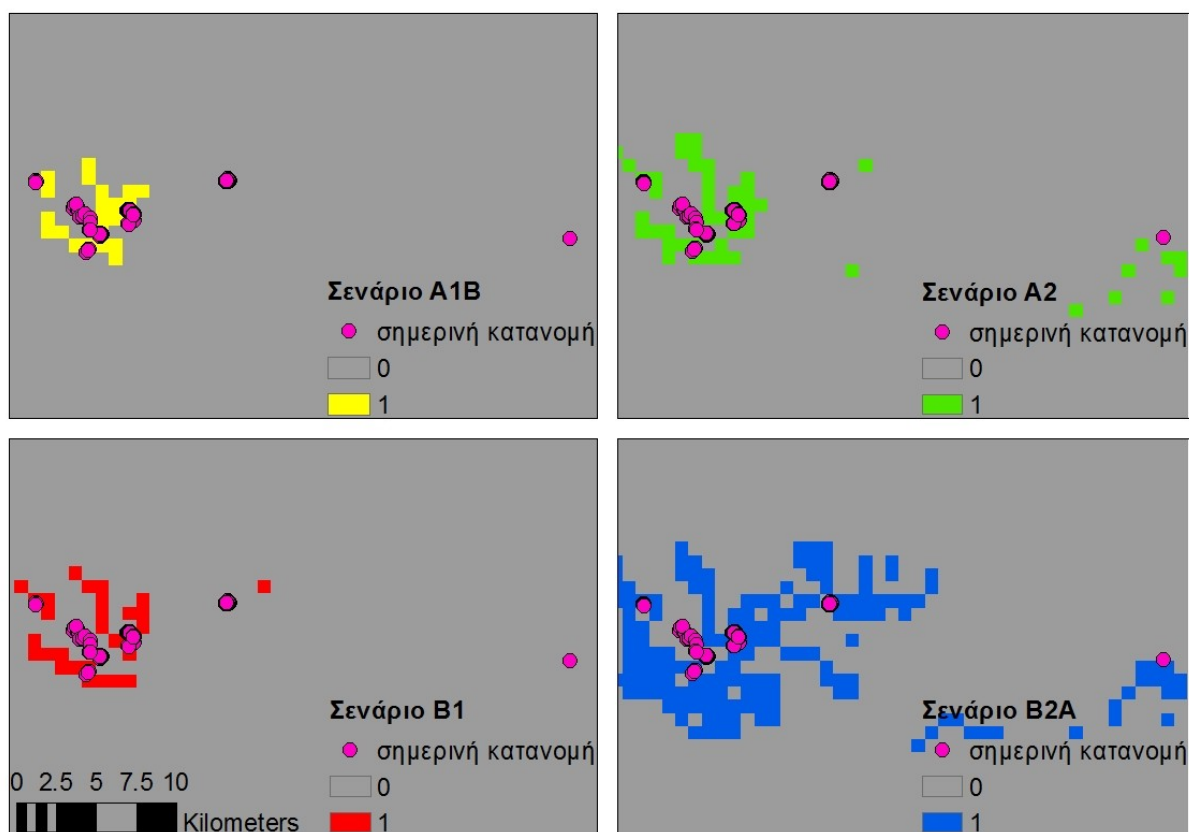 Σενάριο A1B
σημερινή κατανομή
0
1
Σενάριο A2
σημερινή κατανομή
0
1
Σενάριο B1
σημερινή κατανομή
0
1
0 2.5 5 7.5 10
Kilometers
Σενάριο B2A
σημερινή κατανομή
0
1